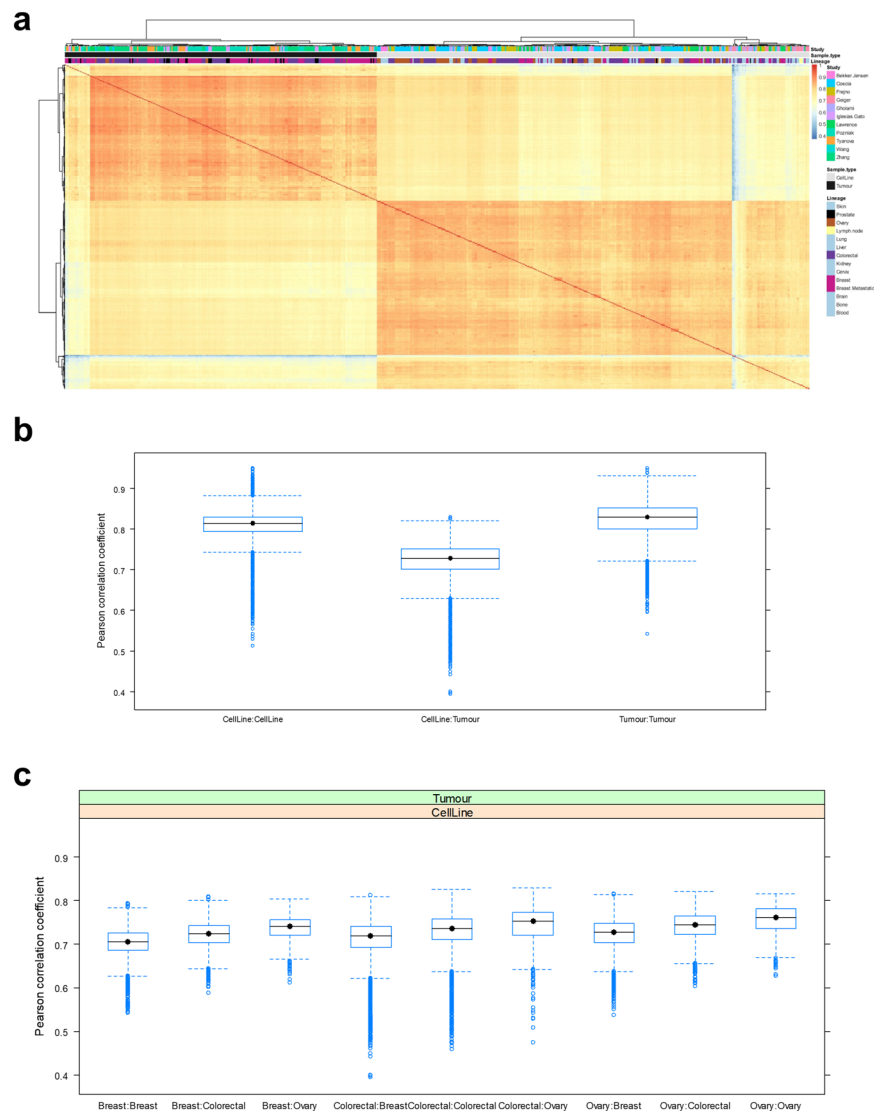 a
Study
Sample.type
Lineage
1
0.9
0.8
0.7
0.6
0.5
0.4
Study
Bekker.Jensen
Coscia
Frejno
Geiger
Gholami
Iglesias.Gato
Lawrence
Pozniak
Tyanova
Wang
Zhang
Sample.type
CellLine
Tumour
Lineage
Skin
Prostate
Ovary
Lymph node
Lung
Liver
Colorectal
Kidney
Cervix
Breast
Breast Metastatic
Brain
Bone
Blood
b
Pearson correlation coefficient
0.9
0.8
0.7
0.6
0.5
0.4
CellLine:CellLine
CellLine:Tumour
Tumour:Tumour
c
Tumour
CellLine
Pearson correlation coefficient
0.9
0.8
0.7
0.6
0.5
0.4
Breast:Breast
Breast:Colorectal
Breast:Ovary
Colorectal:Breast
Colorectal:Colorectal
Colorectal:Ovary
Ovary:Breast
Ovary:Colorectal
Ovary:Ovary